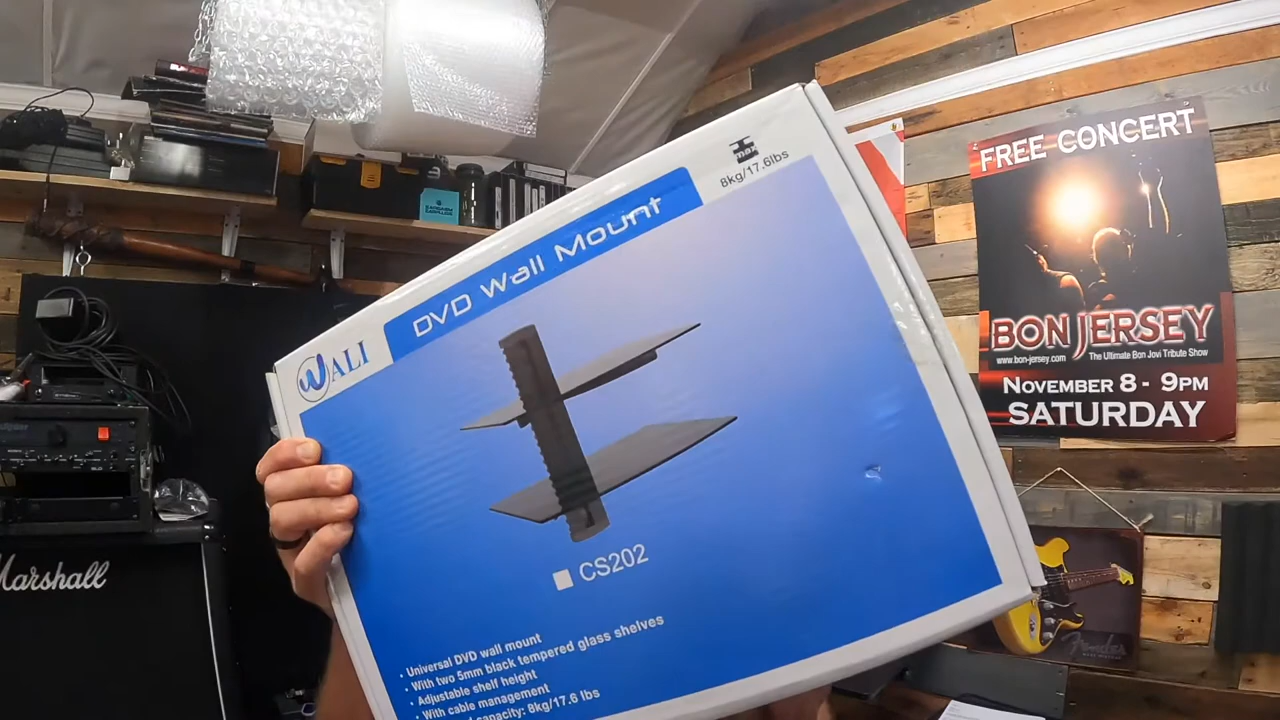 DVD Wall Mount
max
8kg/17.6lbs
WALI
CS202
• Universal DVD wall mount
• With two 5mm black tempered glass shelves
• Adjustable shelf height
• With cable management
capacity: 8kg/17.6 lbs
FREE CONCERT
BON JERSEY
www.bon-jersey.com The Ultimate Bon Jovi Tribute Show
NOVEMBER 8 - 9PM
SATURDAY
Marshall
Fender